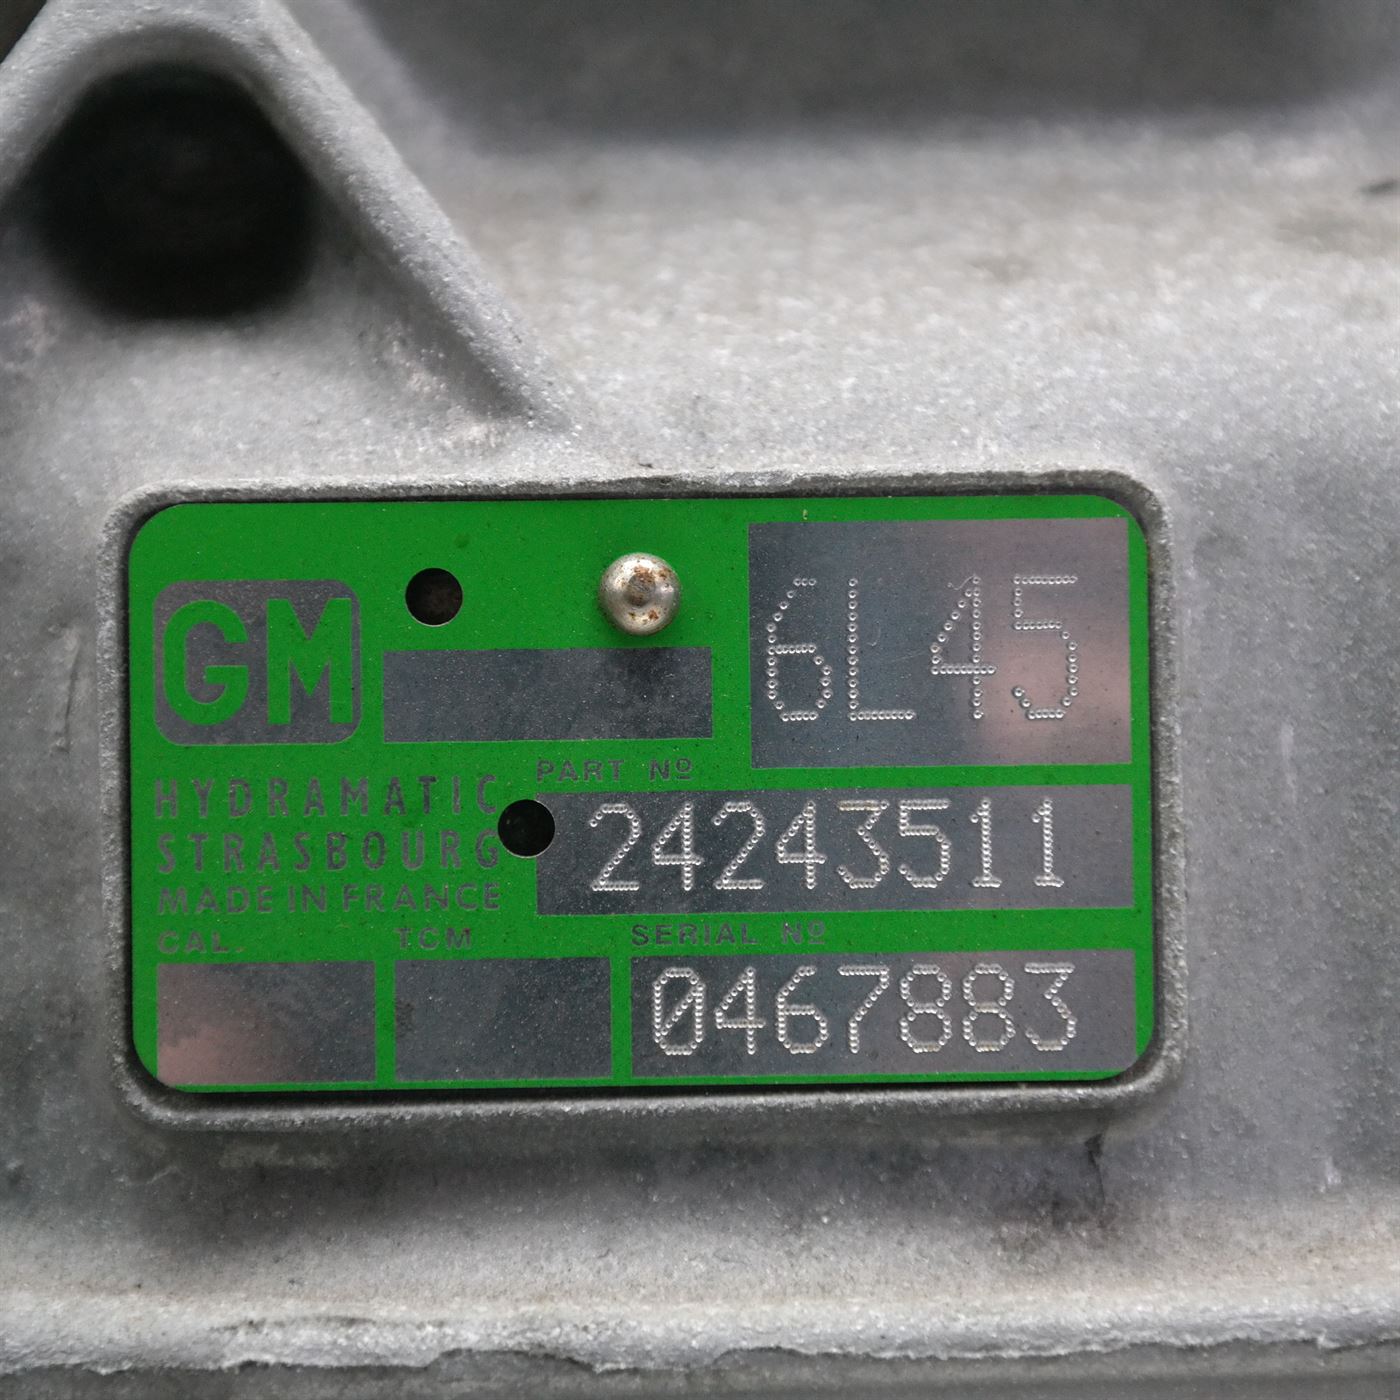 GM
6L45
PART Nº
24243511
HYDRAMATIC
STRASBOURG
MADE IN FRANCE
CAL.
TCM
SERIAL Nº
0467883